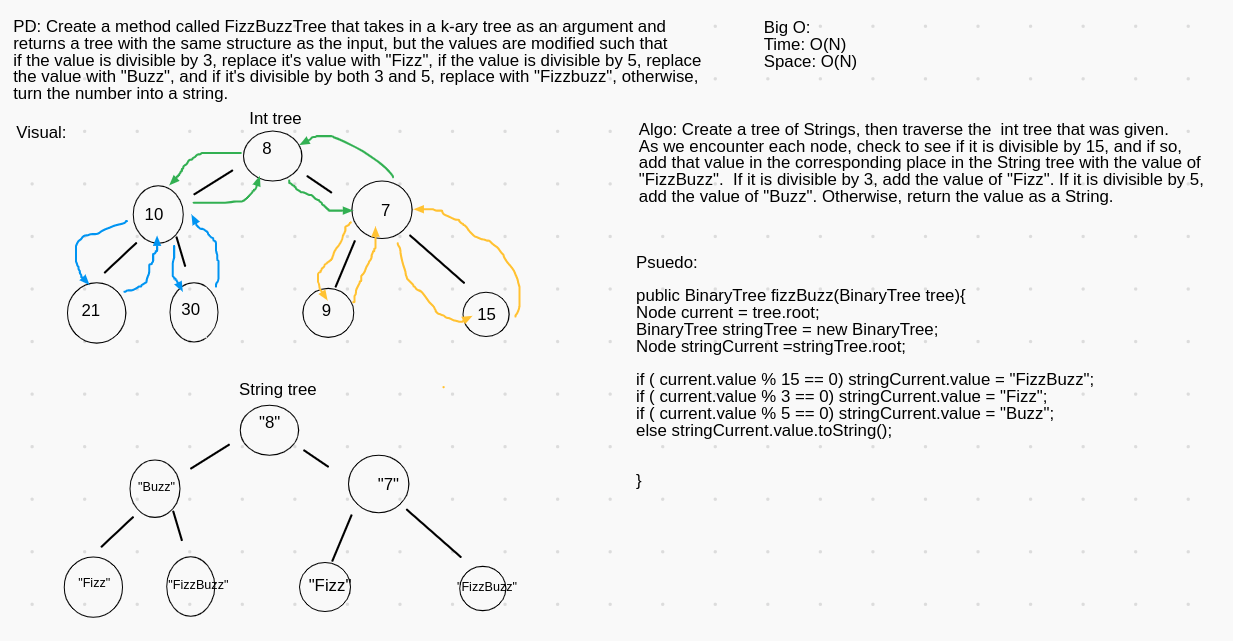 PD: Create a method called FizzBuzzTree that takes in a k-ary tree as an argument and
returns a tree with the same structure as the input, but the values are modified such that
if the value is divisible by 3, replace it's value with "Fizz", if the value is divisible by 5, replace
the value with "Buzz", and if it's divisible by both 3 and 5, replace with "Fizzbuzz", otherwise,
turn the number into a string.
Big O:
Time: O(N)
Space: O(N)
Visual:
Int tree
8
10
7
21
30
9
15
String tree
"8"
"Buzz"
"7"
"Fizz"
"FizzBuzz"
"Fizz"
"FizzBuzz"
Algo: Create a tree of Strings, then traverse the  int tree that was given.
As we encounter each node, check to see if it is divisible by 15, and if so,
add that value in the corresponding place in the String tree with the value of
"FizzBuzz".  If it is divisible by 3, add the value of "Fizz". If it is divisible by 5,
add the value of "Buzz". Otherwise, return the value as a String.
Psuedo:
public BinaryTree fizzBuzz(BinaryTree tree){
Node current = tree.root;
BinaryTree stringTree = new BinaryTree;
Node stringCurrent =stringTree.root;
if ( current.value % 15 == 0) stringCurrent.value = "FizzBuzz";
if ( current.value % 3 == 0) stringCurrent.value = "Fizz";
if ( current.value % 5 == 0) stringCurrent.value = "Buzz";
else stringCurrent.value.toString();
}